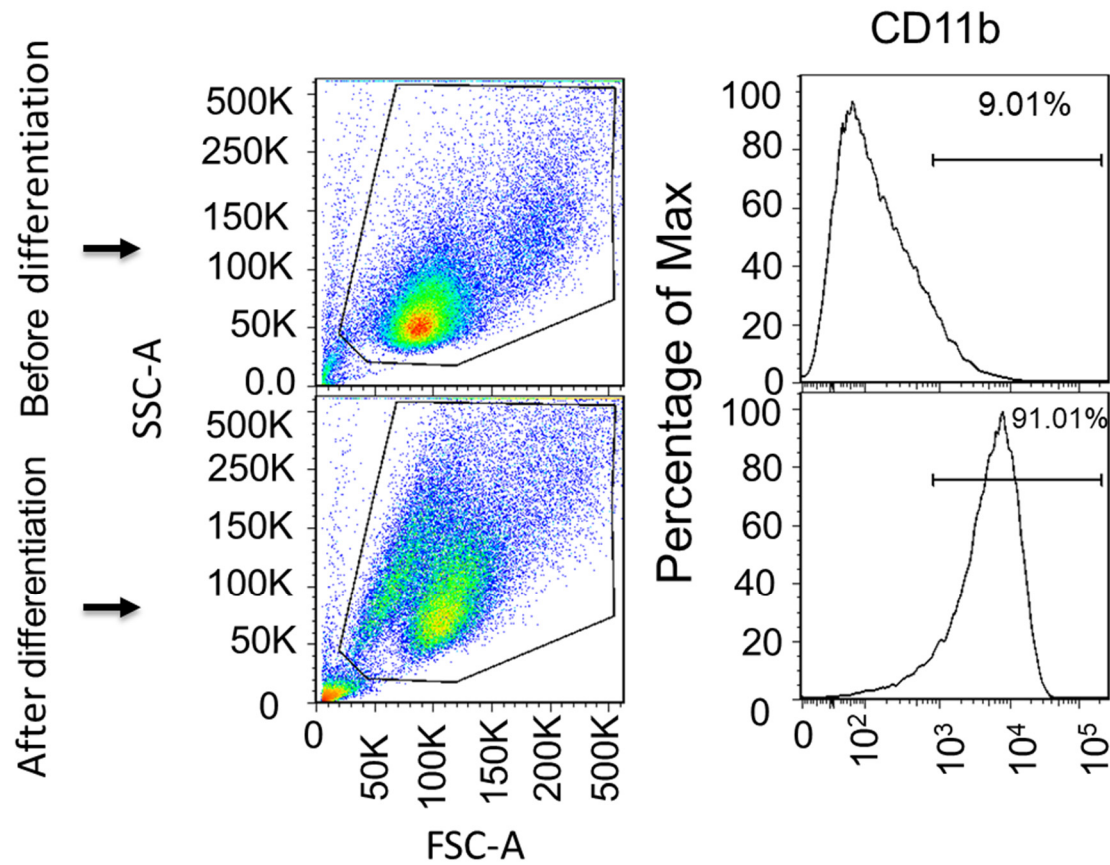 CD11b
Before differentiation
After differentiation
SSC-A
500K
250K
150K
100K
50K
0.0
500K
250K
150K
100K
50K
0
0
50K
100K
150K
200K
500K
FSC-A
Percentage of Max
100
80
60
40
20
0
9.01%
100
80
60
40
20
0
91.01%
0
10²
10³
10⁴
10⁵